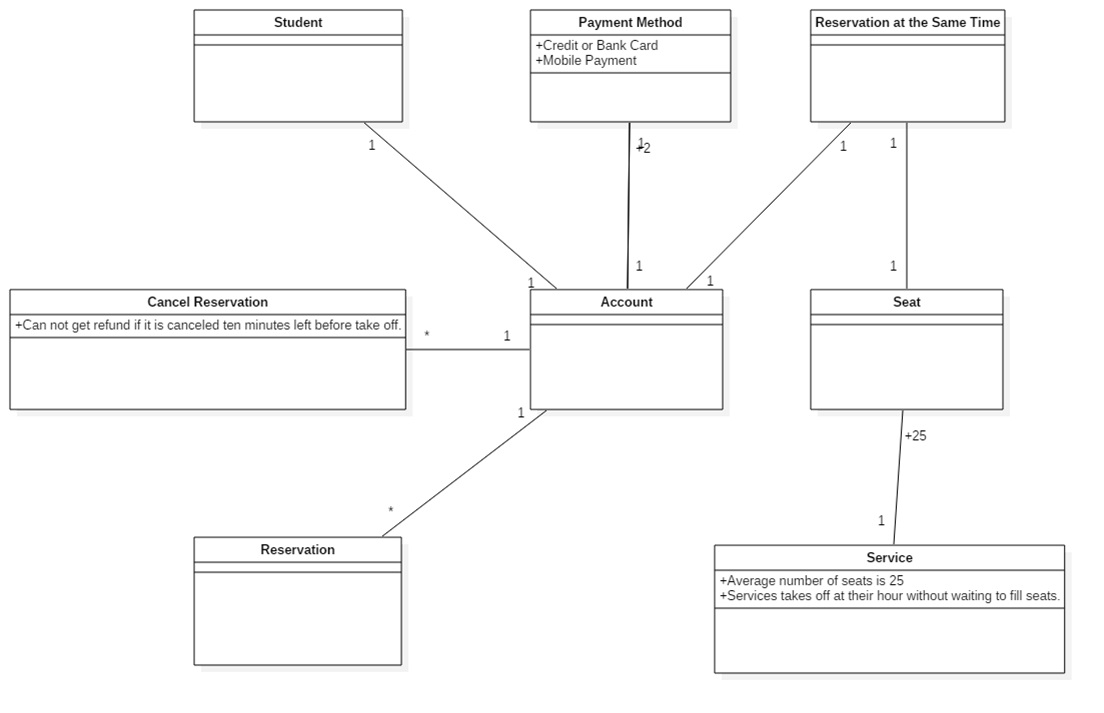 Student
Payment Method
+Credit or Bank Card
+Mobile Payment
Reservation at the Same Time
1
1
+2
1
1
1
1
1
1
1
Cancel Reservation
+Can not get refund if it is canceled ten minutes left before take off.
*
1
Account
Seat
1
*
+25
1
Reservation
Service
+Average number of seats is 25
+Services takes off at their hour without waiting to fill seats.